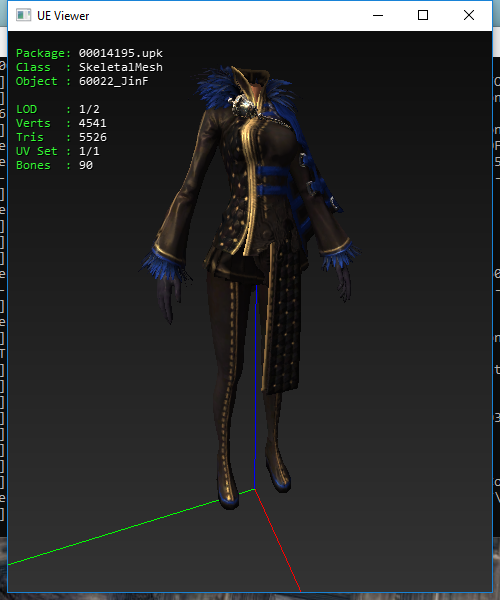 UE Viewer
Package: 00014195.upk
Class : SkeletalMesh
Object : 60022_JinF
LOD : 1/2
Verts : 4541
Tris : 5526
UV Set : 1/1
Bones : 90